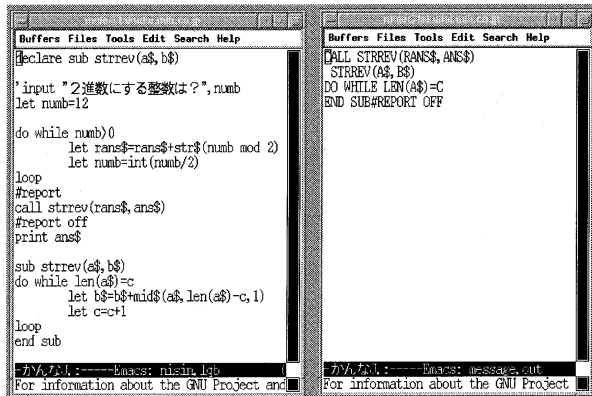 Buffers Files Tools Edit Search Help
declare sub strrev(a$,b$)
'input "２進数にする整数は？",numb
let numb=12
do while numb>0
let rans$=rans$+str$(numb mod 2)
let numb=int(numb/2)
loop
#report
call strrev(rans$,ans$)
#report off
print ans$
sub strrev(a$,b$)
do while len(a$)=c
let b$=b$+mid$(a$,len(a$)-c,1)
let c=c+1
loop
end sub
-かんなJ.:-----Emacs: nisin.lgb (
For information about the GNU Project and
Buffers Files Tools Edit Search Help
CALL STRREV(RANS$,ANS$)
STRREV(A$,B$)
DO WHILE LEN(A$)=C
END SUB#REPORT OFF
-かんなJ.:-----Emacs: message.out
For information about the GNU Project